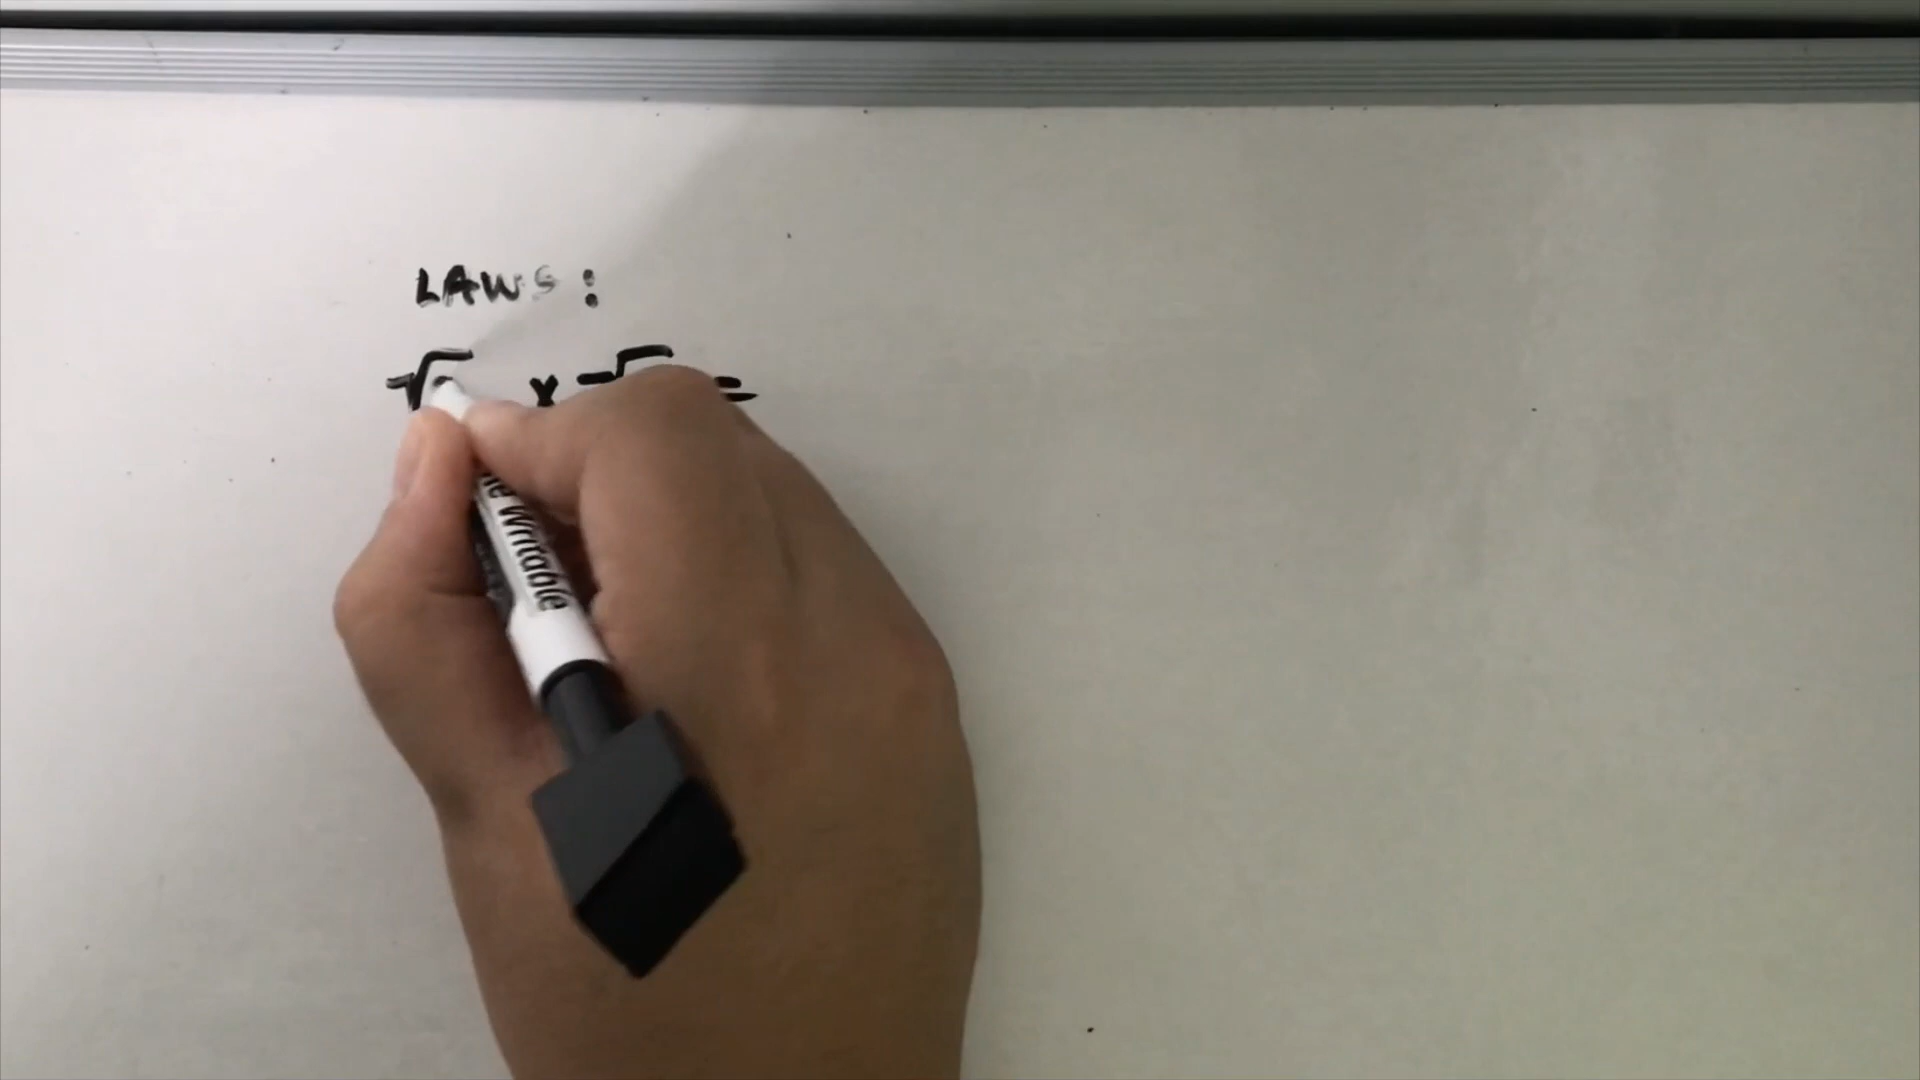 LAWS :
√ x √ =
Writable